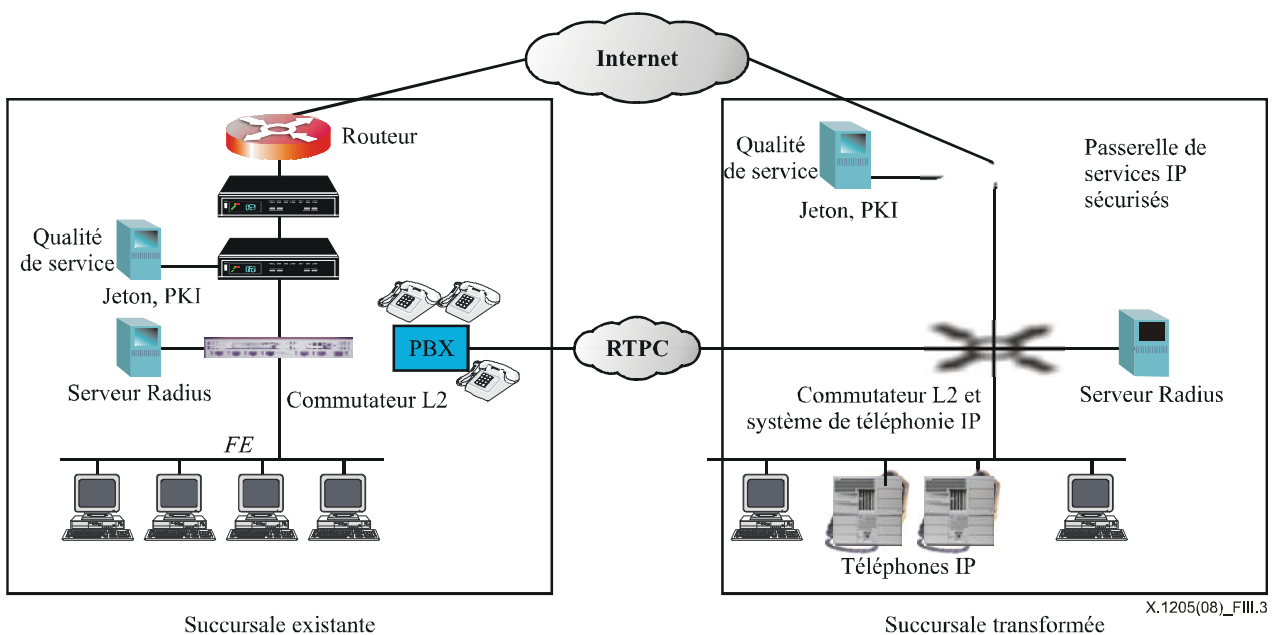 Internet
Routeur
Qualité
de service
Jeton, PKI
Serveur Radius
Commutateur L2
PBX
FE
RTPC
Qualité
de service
Jeton, PKI
Passerelle de
services IP
sécurisés
Commutateur L2 et
système de téléphonie IP
Serveur Radius
Téléphones IP
X.1205(08)_FIII.3
Succursale existante
Succursale transformée